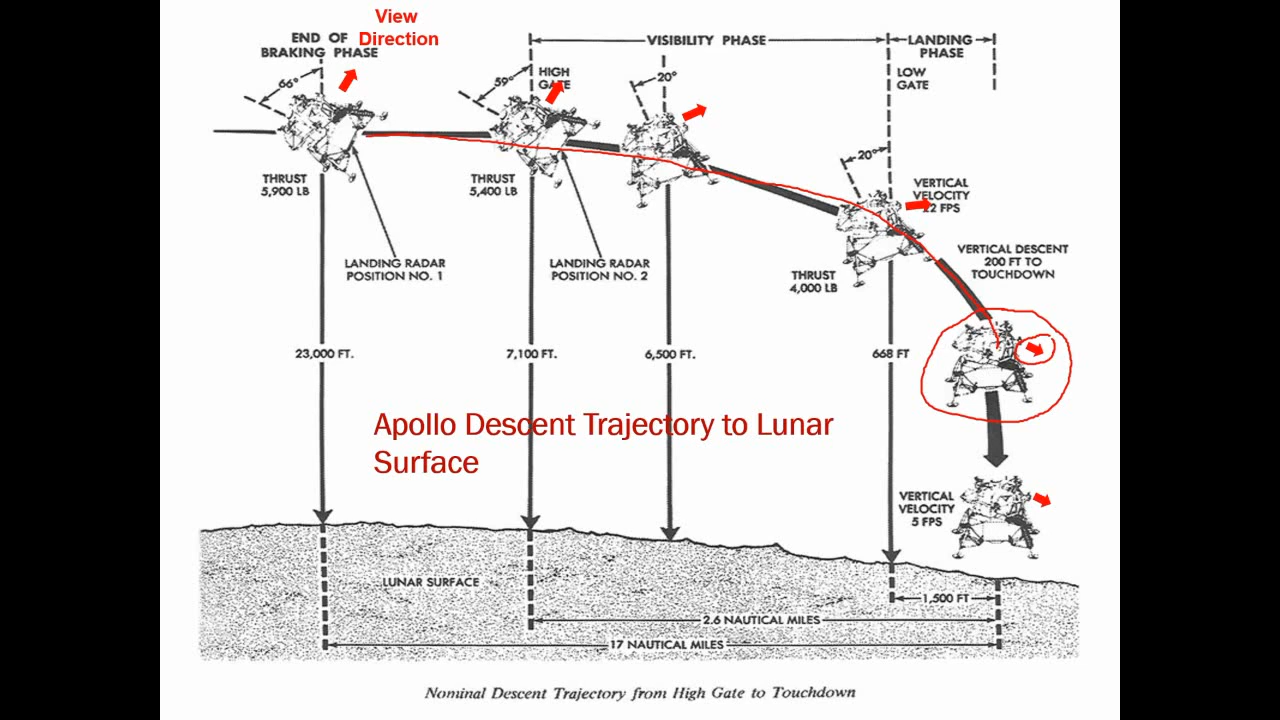 View
Direction
END OF
BRAKING PHASE
VISIBILITY PHASE
LANDING
PHASE
66°
59°
HIGH
GATE
20°
LOW
GATE
20°
THRUST
5,900 LB
THRUST
5,400 LB
VERTICAL
VELOCITY
22 FPS
LANDING RADAR
POSITION NO. 1
LANDING RADAR
POSITION NO. 2
THRUST
4,000 LB
VERTICAL DESCENT
200 FT TO
TOUCHDOWN
23,000 FT.
7,100 FT.
6,500 FT.
668 FT
Apollo Descent Trajectory to Lunar
Surface
VERTICAL
VELOCITY
5 FPS
LUNAR SURFACE
1,500 FT
2.6 NAUTICAL MILES
17 NAUTICAL MILES
Nominal Descent Trajectory from High Gate to Touchdown